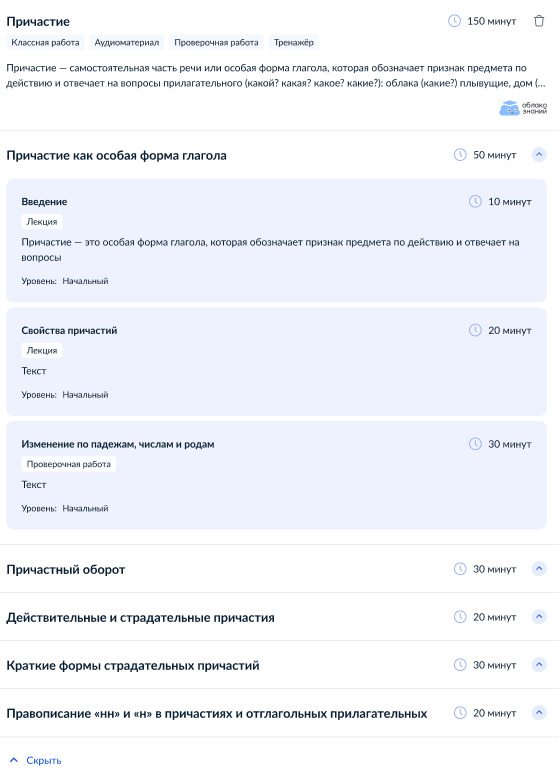 Причастие
150 минут
Классная работа Аудиоматериал Проверочная работа Тренажёр
Причастие — самостоятельная часть речи или особая форма глагола, которая обозначает признак предмета по
действию и отвечает на вопросы прилагательного (какой? какая? какое? какие?): облака (какие?) плывущие, дом (...
облако
знаний
Причастие как особая форма глагола
50 минут
Введение
10 минут
Лекция
Причастие — это особая форма глагола, которая обозначает признак предмета по действию и отвечает на
вопросы
Уровень: Начальный
Свойства причастий
20 минут
Лекция
Текст
Уровень: Начальный
Изменение по падежам, числам и родам
30 минут
Проверочная работа
Текст
Уровень: Начальный
Причастный оборот
30 минут
Действительные и страдательные причастия
20 минут
Краткие формы страдательных причастий
30 минут
Правописание «нн» и «н» в причастиях и отглагольных прилагательных
20 минут
Скрыть